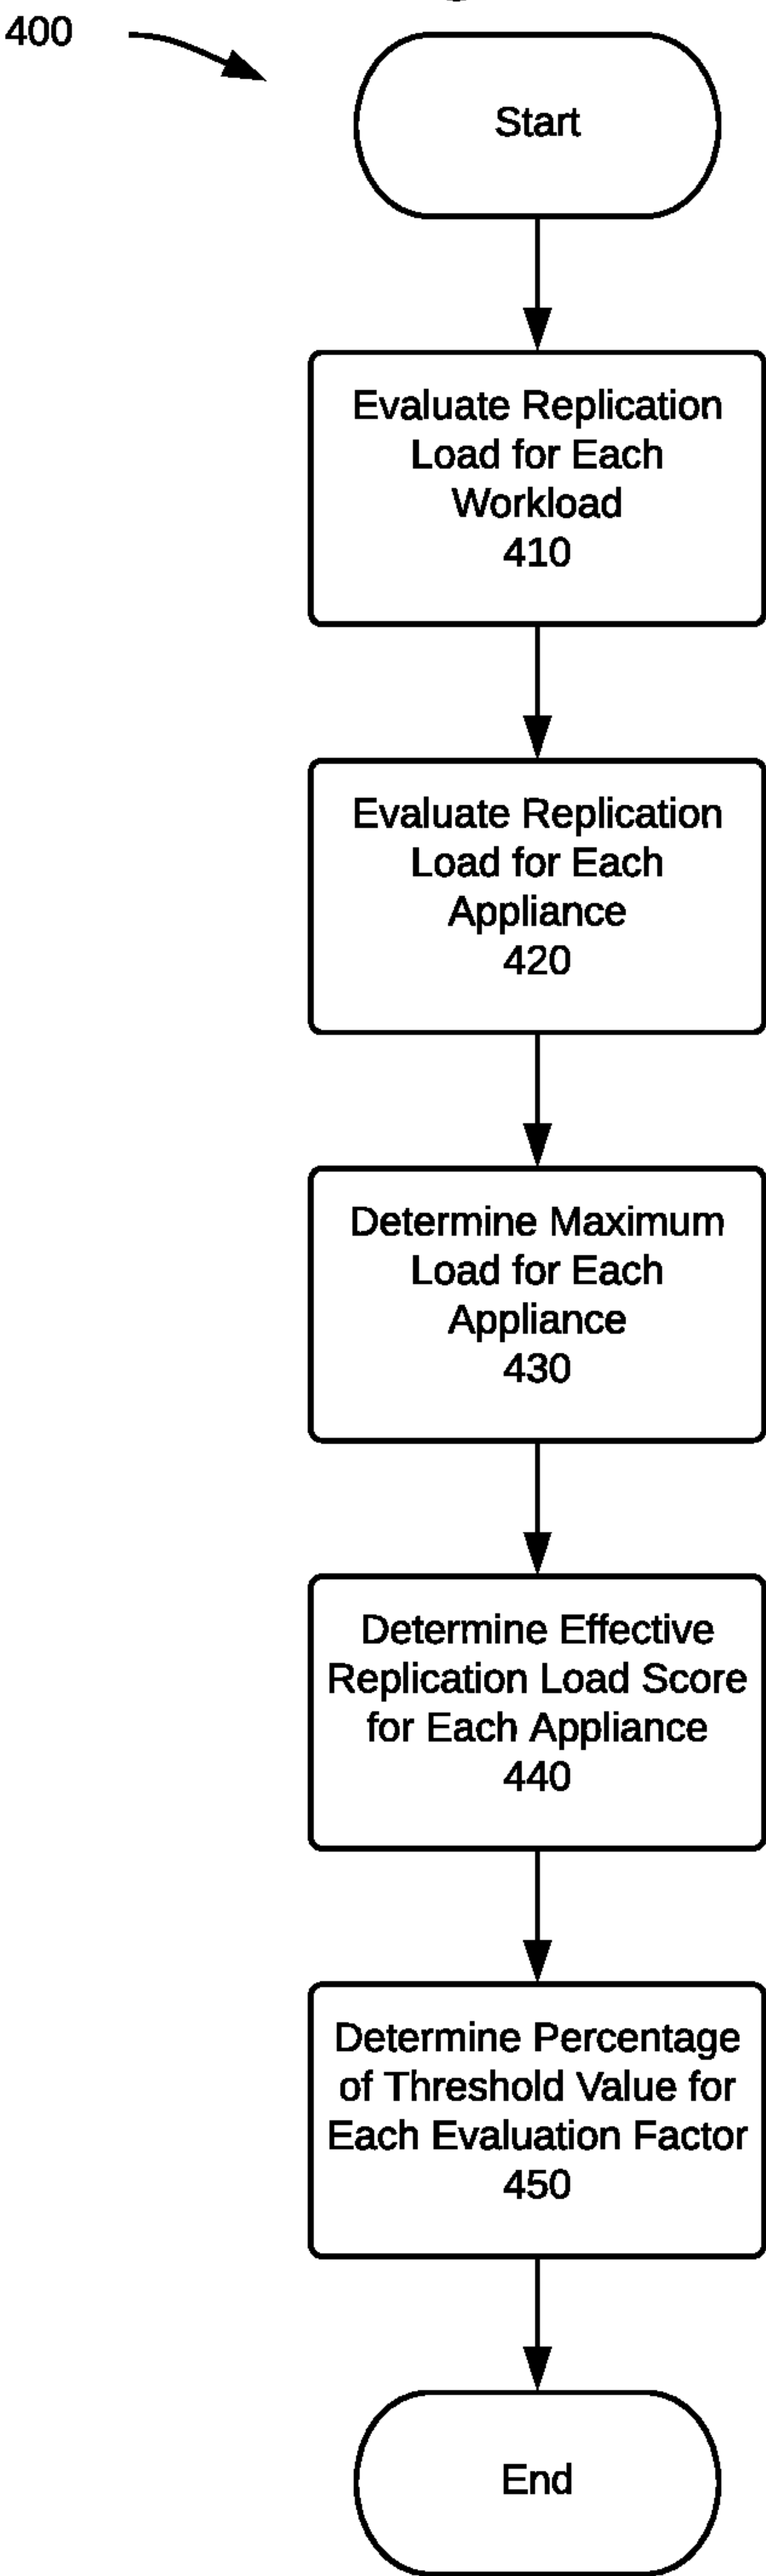 400
Start
Evaluate Replication
Load for Each
Workload
410
Evaluate Replication
Load for Each
Appliance
420
Determine Maximum
Load for Each
Appliance
430
Determine Effective
Replication Load Score
for Each Appliance
440
Determine Percentage
of Threshold Value for
Each Evaluation Factor
450
End